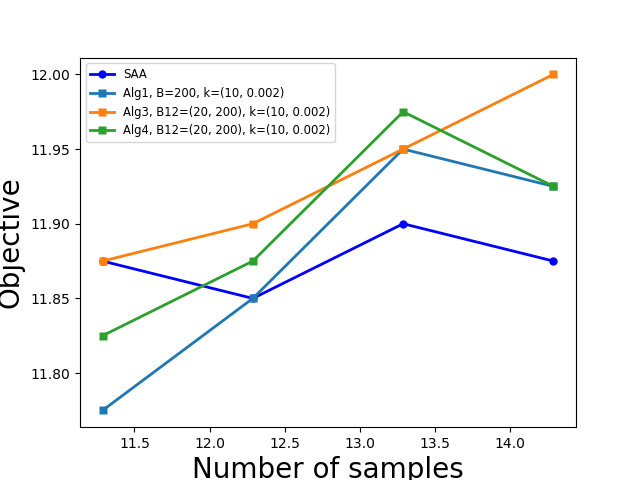 SAA
Alg1, B=200, k=(10, 0.002)
Alg3, B12=(20, 200), k=(10, 0.002)
Alg4, B12=(20, 200), k=(10, 0.002)
12.00
11.95
11.90
11.85
11.80
Objective
11.5 12.0 12.5 13.0 13.5 14.0
Number of samples